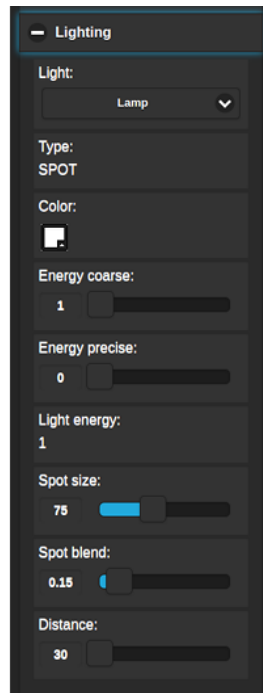 Lighting
Light:
Lamp
Type:
SPOT
Color:
Energy coarse:
1
Energy precise:
0
Light energy:
1
Spot size:
75
Spot blend:
0.15
Distance:
30